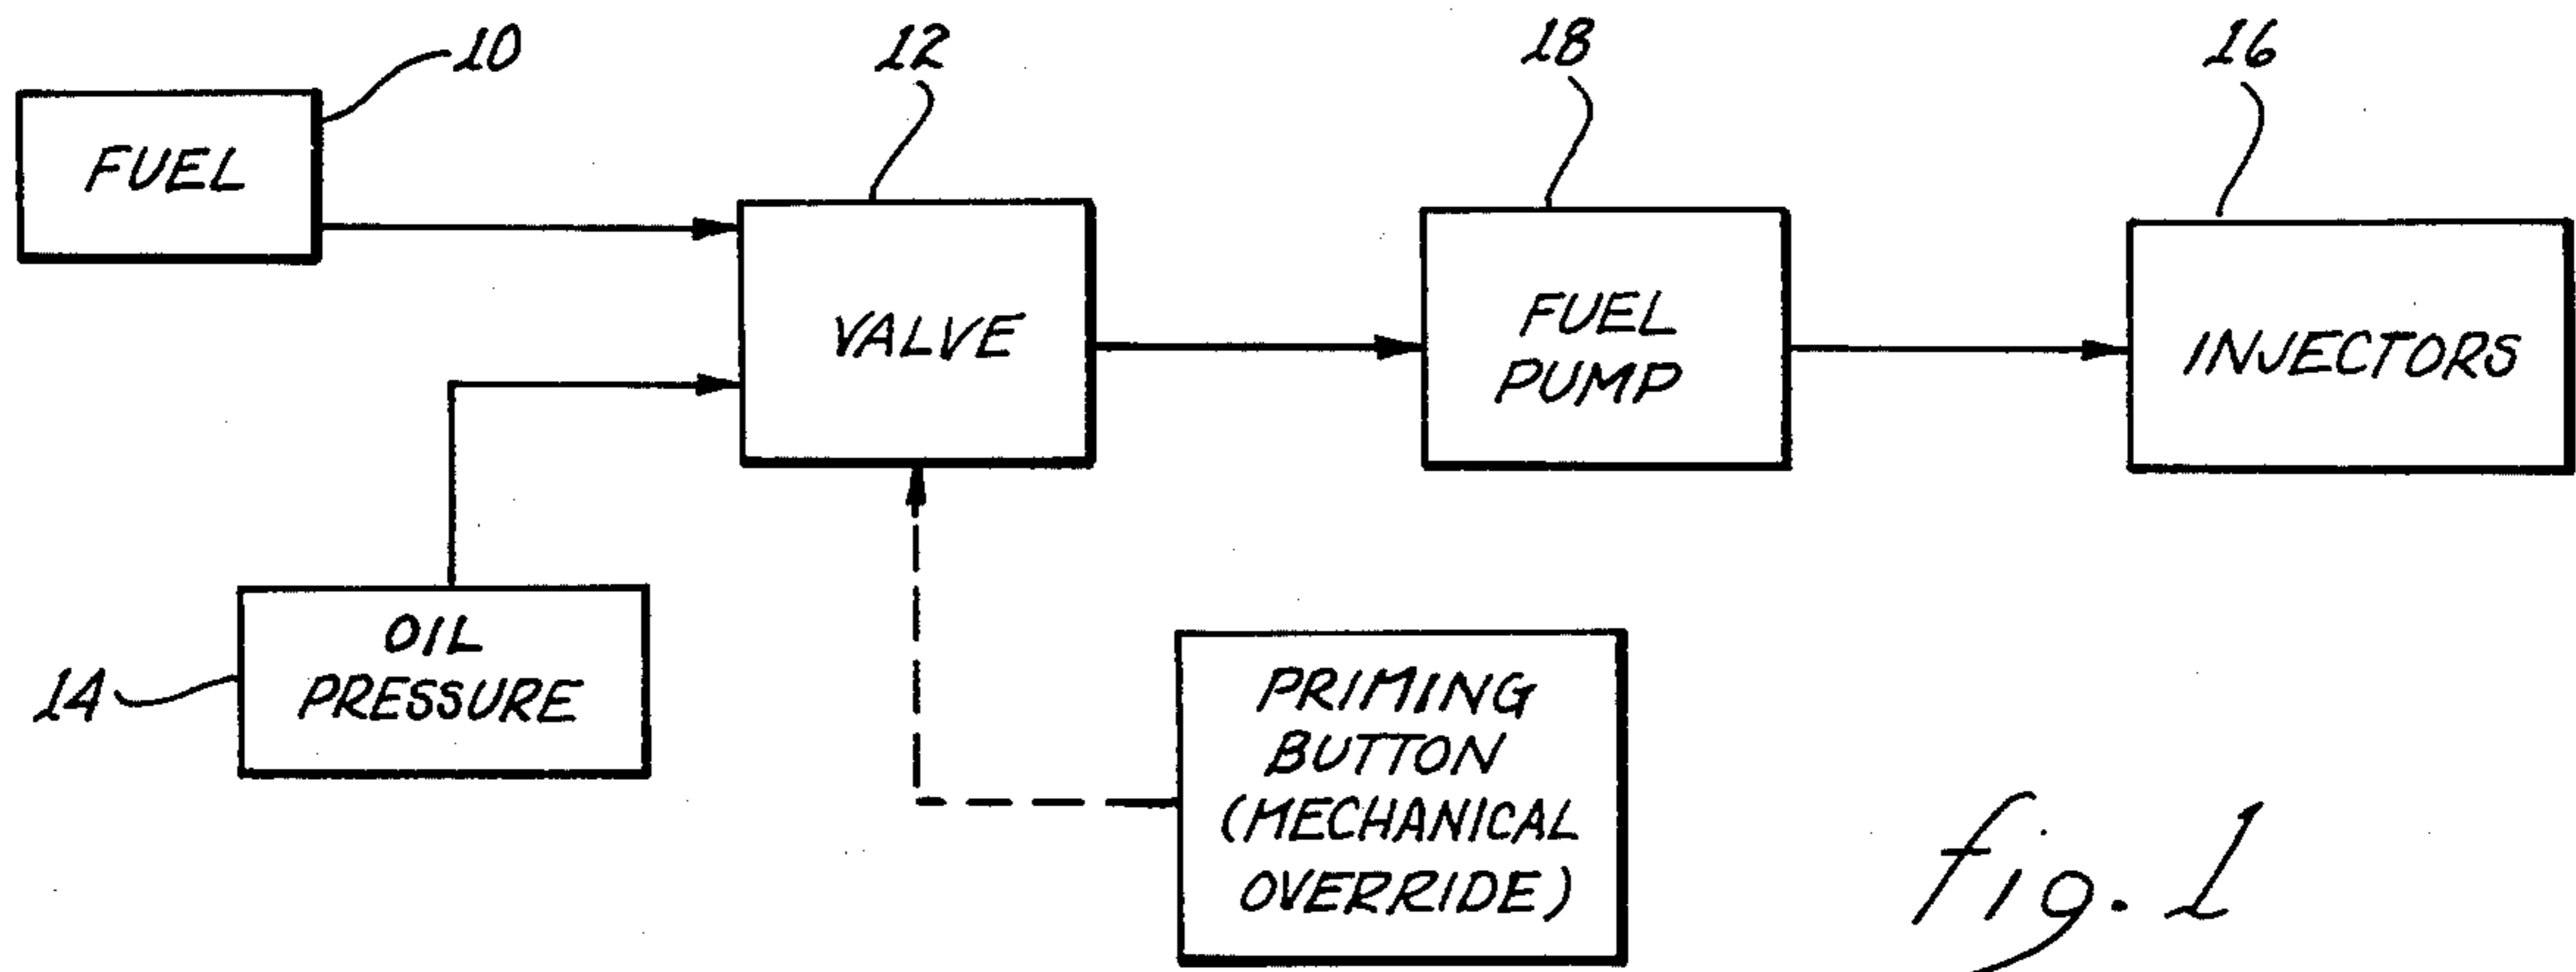 10
12
18
16
FUEL
VALVE
FUEL
PUMP
INJECTORS
14
OIL
PRESSURE
PRIMING
BUTTON
(MECHANICAL
OVERRIDE)
fig. 1